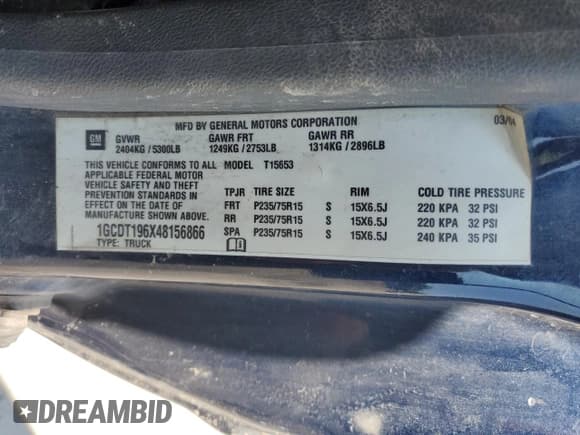 MFD BY GENERAL MOTORS CORPORATION 03/04
GM
GVWR GAWR FRT GAWR RR
2404KG / 5300LB 1249KG / 2753LB 1314KG / 2896LB
THIS VEHICLE CONFORMS TO ALL MODEL T15653
APPLICABLE FEDERAL MOTOR
VEHICLE SAFETY AND THEFT TPJR TIRE SIZE RIM COLD TIRE PRESSURE
PREVENTION STANDARDS IN FRT P235/75R15 S 15X6.5J 220 KPA 32 PSI
EFFECT ON THE DATE OF RR P235/75R15 S 15X6.5J 220 KPA 32 PSI
MANUFACTURE SHOWN ABOVE. SPA P235/75R15 S 15X6.5J 240 KPA 35 PSI
1GCDT196X48156866
TYPE: TRUCK
DREAMBID